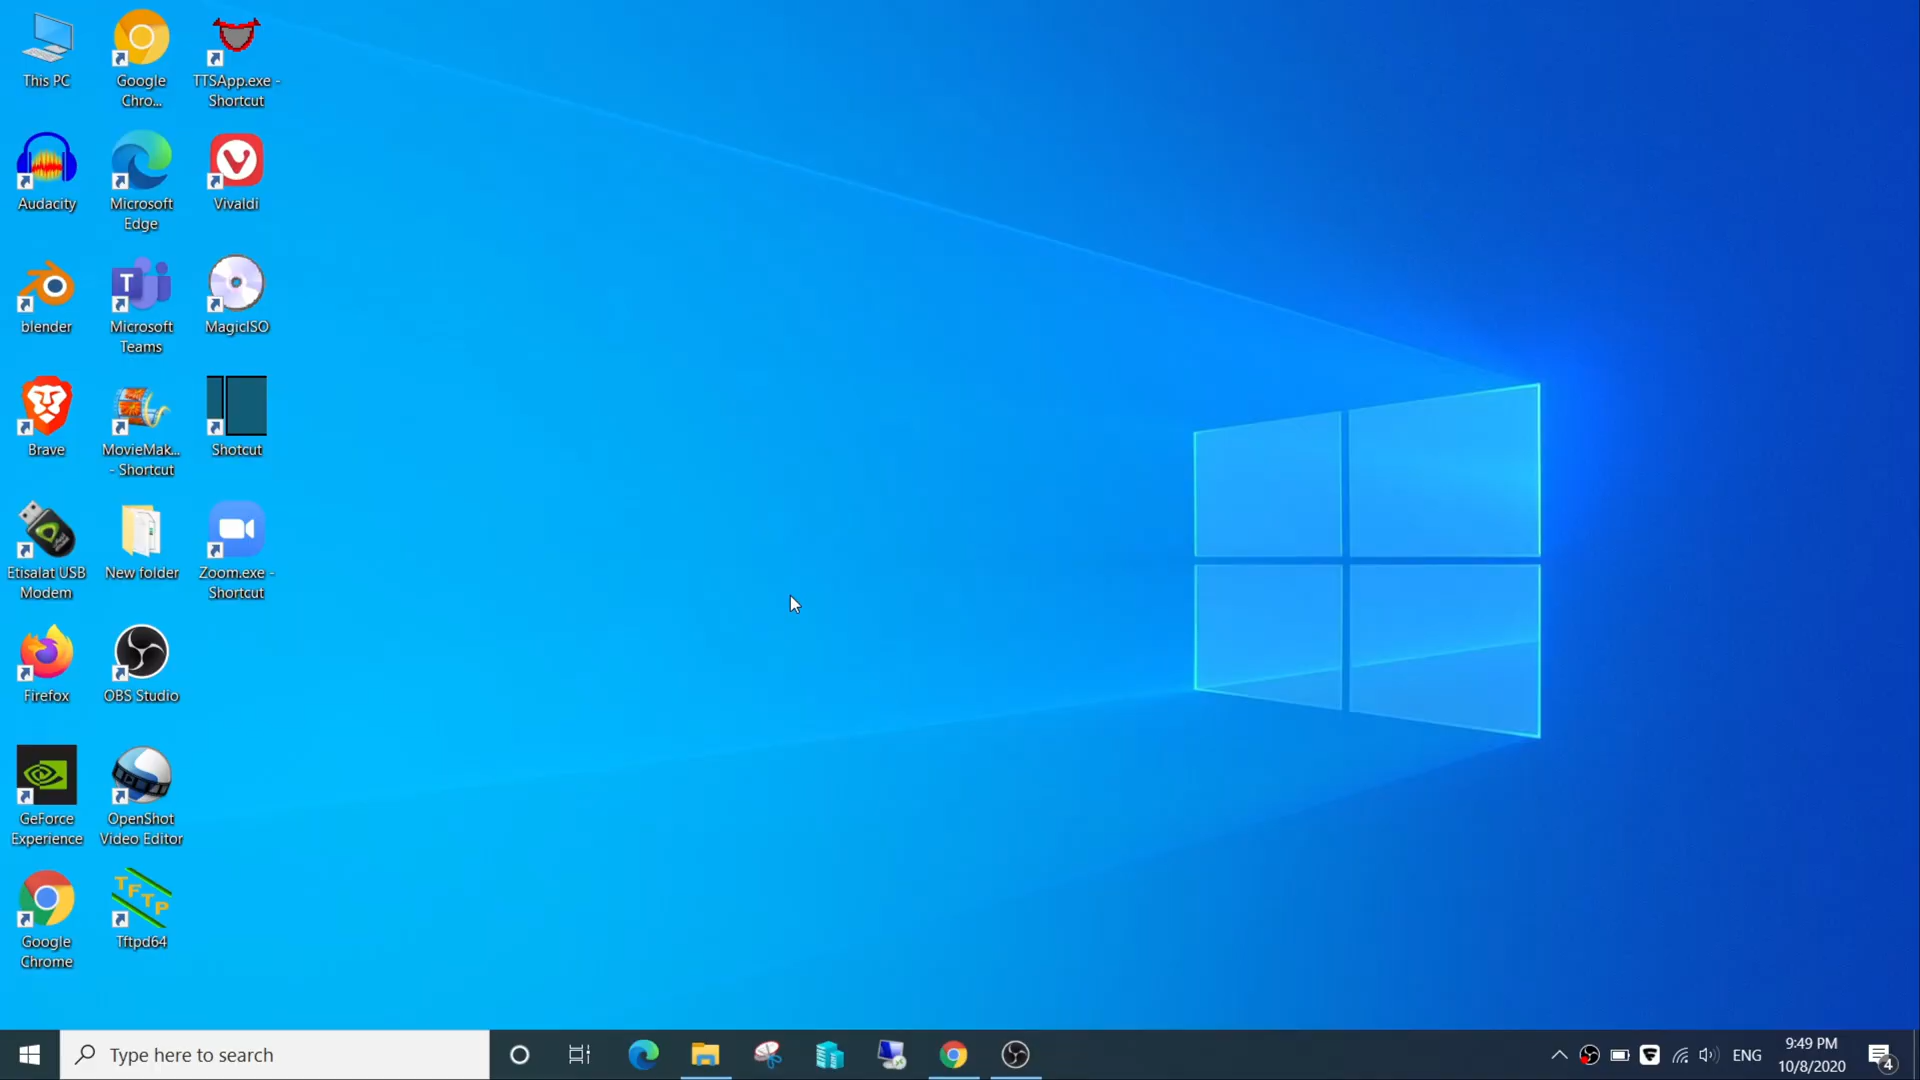 This PC
Google
Chro...
TTSApp.exe -
Shortcut
Audacity
Microsoft
Edge
Vivaldi
blender
T
Microsoft
Teams
MagicISO
Brave
MovieMak...
- Shortcut
Shotcut
Etisalat USB
Modem
New folder
Zoom.exe -
Shortcut
Firefox
OBS Studio
GeForce
Experience
OpenShot
Video Editor
Google
Chrome
TFTP
Tftpd64
Type here to search
ENG
9:49 PM
10/8/2020
4